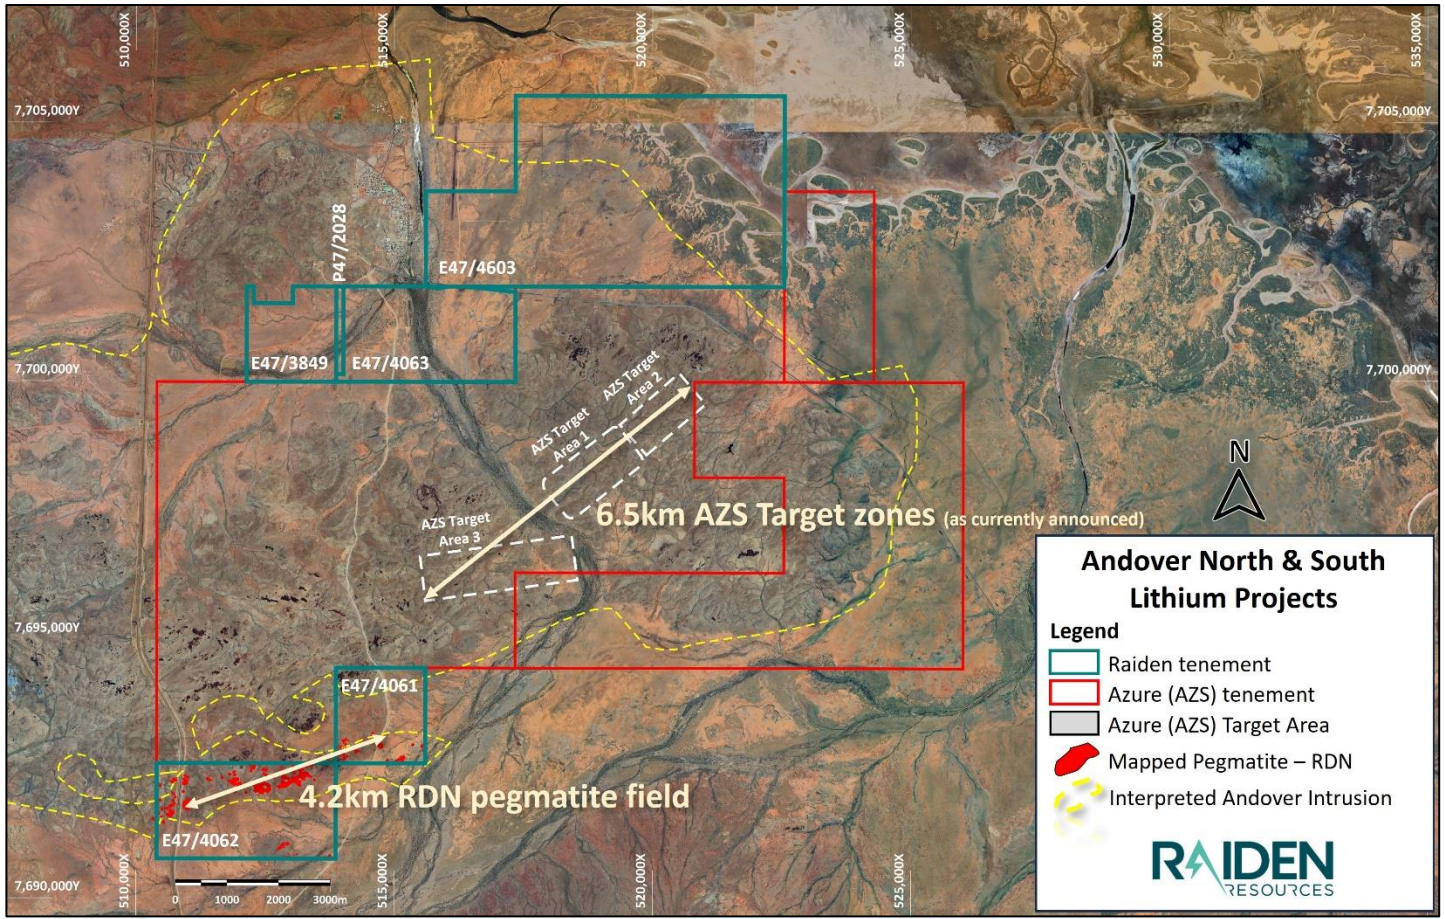 510,000X
515,000X
520,000X
525,000X
530,000X
535,000X
7,705,000Y
7,705,000Y
P47/2028
E47/4603
E47/3849
E47/4063
7,700,000Y
7,700,000Y
AZS Target
Area 2
AZS Target
Area 1
N
6.5km AZS Target zones (as currently announced)
AZS Target
Area 3
7,695,000Y
E47/4061
4.2km RDN pegmatite field
E47/4062
7,690,000Y
510,000X
515,000X
520,000X
525,000X
0 1000 2000 3000m
Andover North & South
Lithium Projects
Legend
Raiden tenement
Azure (AZS) tenement
Azure (AZS) Target Area
Mapped Pegmatite – RDN
Interpreted Andover Intrusion
RAIDEN
RESOURCES